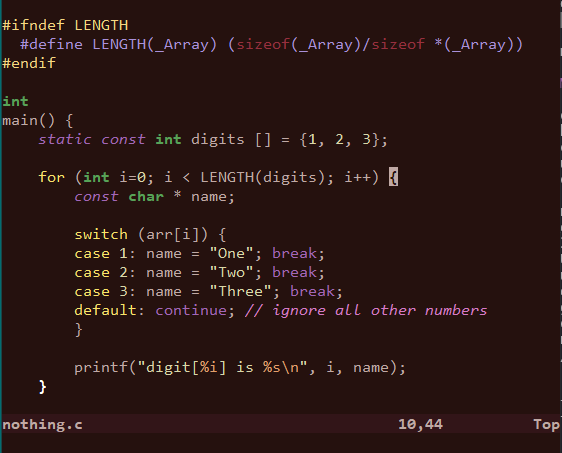 #ifndef LENGTH
  #define LENGTH(_Array) (sizeof(_Array)/sizeof *(_Array))
#endif

int
main() {
    static const int digits [] = {1, 2, 3};

    for (int i=0; i < LENGTH(digits); i++) {
        const char * name;

        switch (arr[i]) {
        case 1: name = "One"; break;
        case 2: name = "Two"; break;
        case 3: name = "Three"; break;
        default: continue; // ignore all other numbers
        }

        printf("digit[%i] is %s\n", i, name);
    }
nothing.c 10,44 Top